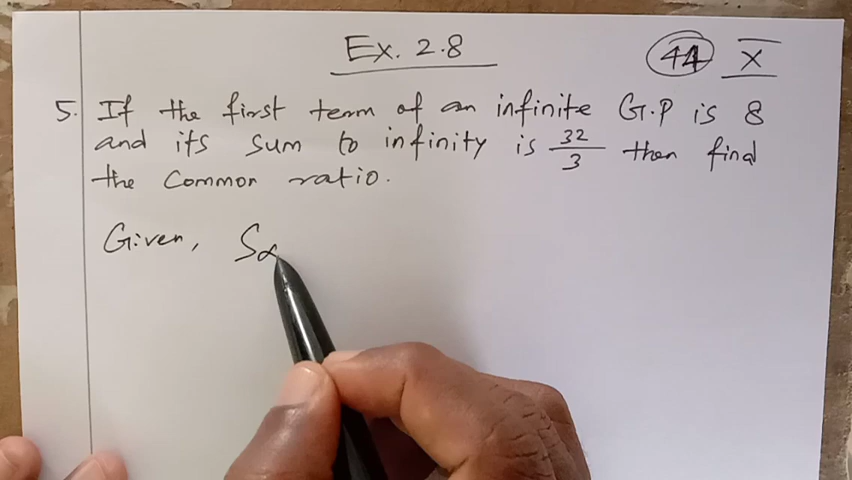 Ex. 2.8
44 X
5. If the first term of an infinite G.P is 8
and its sum to infinity is 32/3 then find
the Common ratio.
Given, S∞